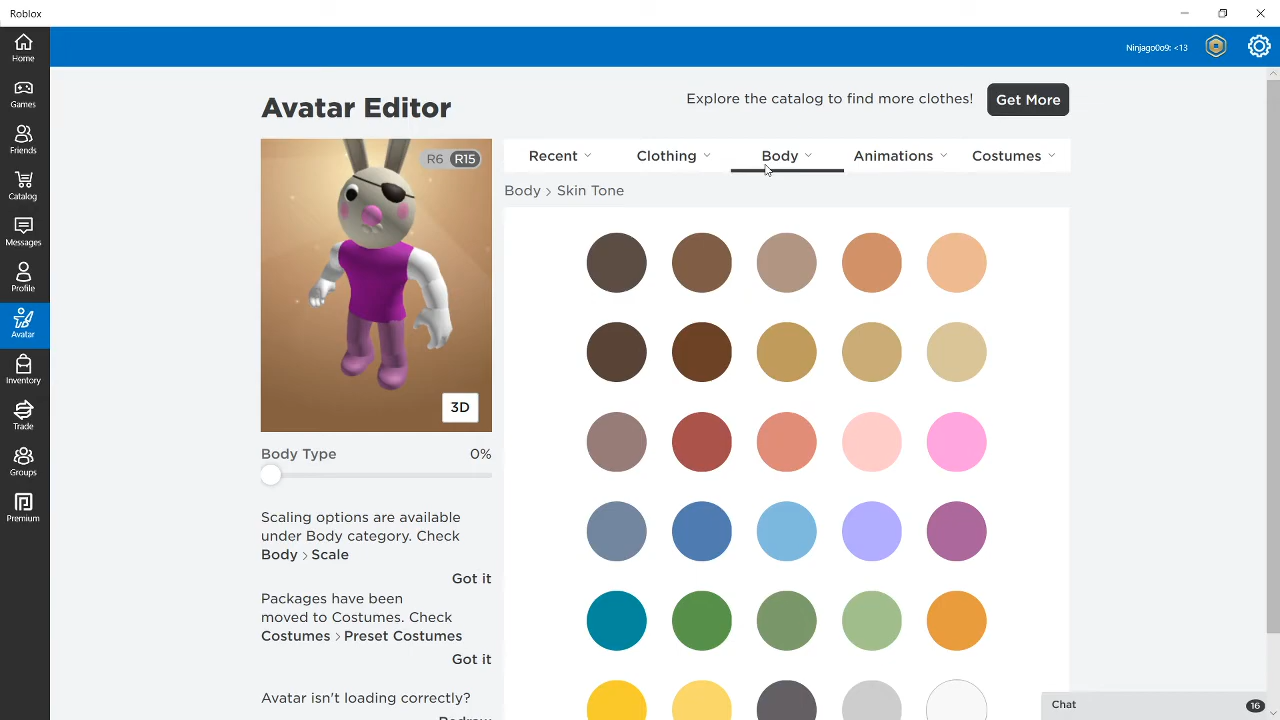 Roblox
Ninjago0o9: <13
Home
Games
Friends
Catalog
Messages
Profile
Avatar
Inventory
Trade
Groups
Premium
Avatar Editor
Explore the catalog to find more clothes!
Get More
R6 R15
3D
Body Type 0%
Scaling options are available
under Body category. Check
Body > Scale
Got it
Packages have been
moved to Costumes. Check
Costumes > Preset Costumes
Got it
Avatar isn't loading correctly?
Redraw
Recent Clothing Body Animations Costumes
Body > Skin Tone
Chat 16